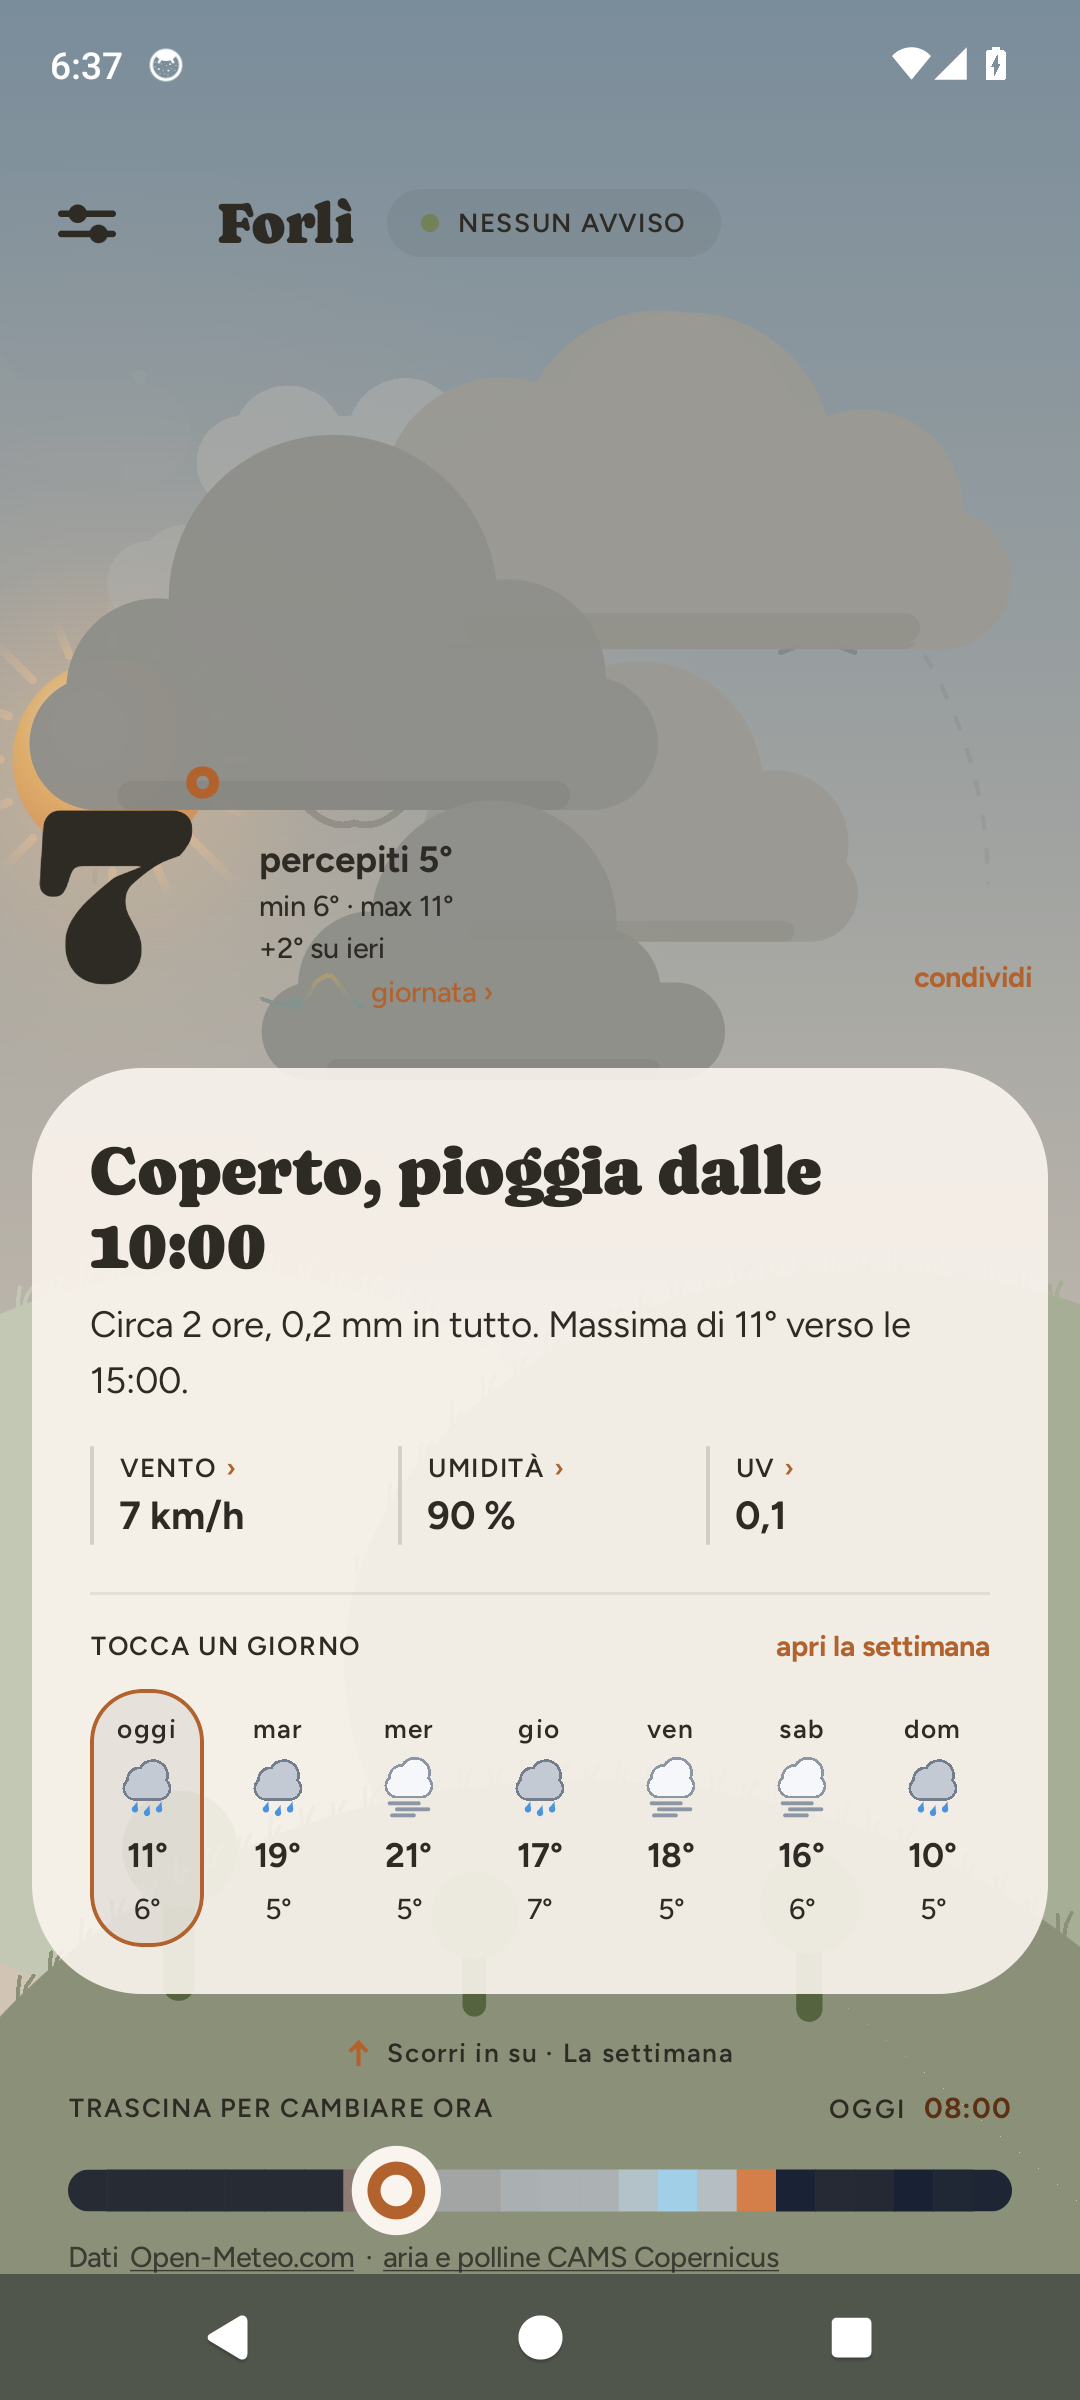 6:37
Forlì
NESSUN AVVISO
7
percepiti 5°
min 6° · max 11°
+2° su ieri
giornata ›
condividi
Coperto, pioggia dalle
10:00
Circa 2 ore, 0,2 mm in tutto. Massima di 11° verso le
15:00.
VENTO › UMIDITÀ › UV ›
7 km/h 90 % 0,1
TOCCA UN GIORNO apri la settimana
oggi mar mer gio ven sab dom
11° 19° 21° 17° 18° 16° 10°
6° 5° 5° 7° 5° 6° 5°
↑ Scorri in su · La settimana
TRASCINA PER CAMBIARE ORA OGGI 08:00
Dati Open-Meteo.com · aria e polline CAMS Copernicus